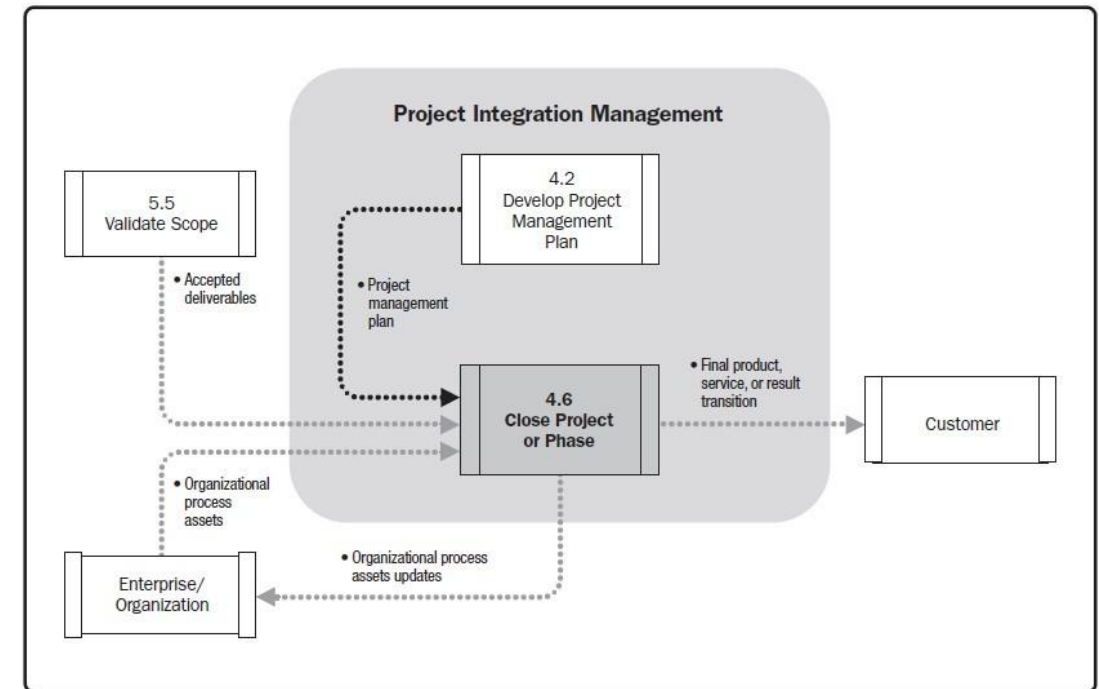 Project Integration Management
4.2
Develop Project
Management
Plan
5.5
Validate Scope
• Accepted
deliverables
• Project
management
plan
• Final product,
service, or result
transition
4.6
Close Project
or Phase
Customer
• Organizational
process
assets
• Organizational process
assets updates
Enterprise/
Organization